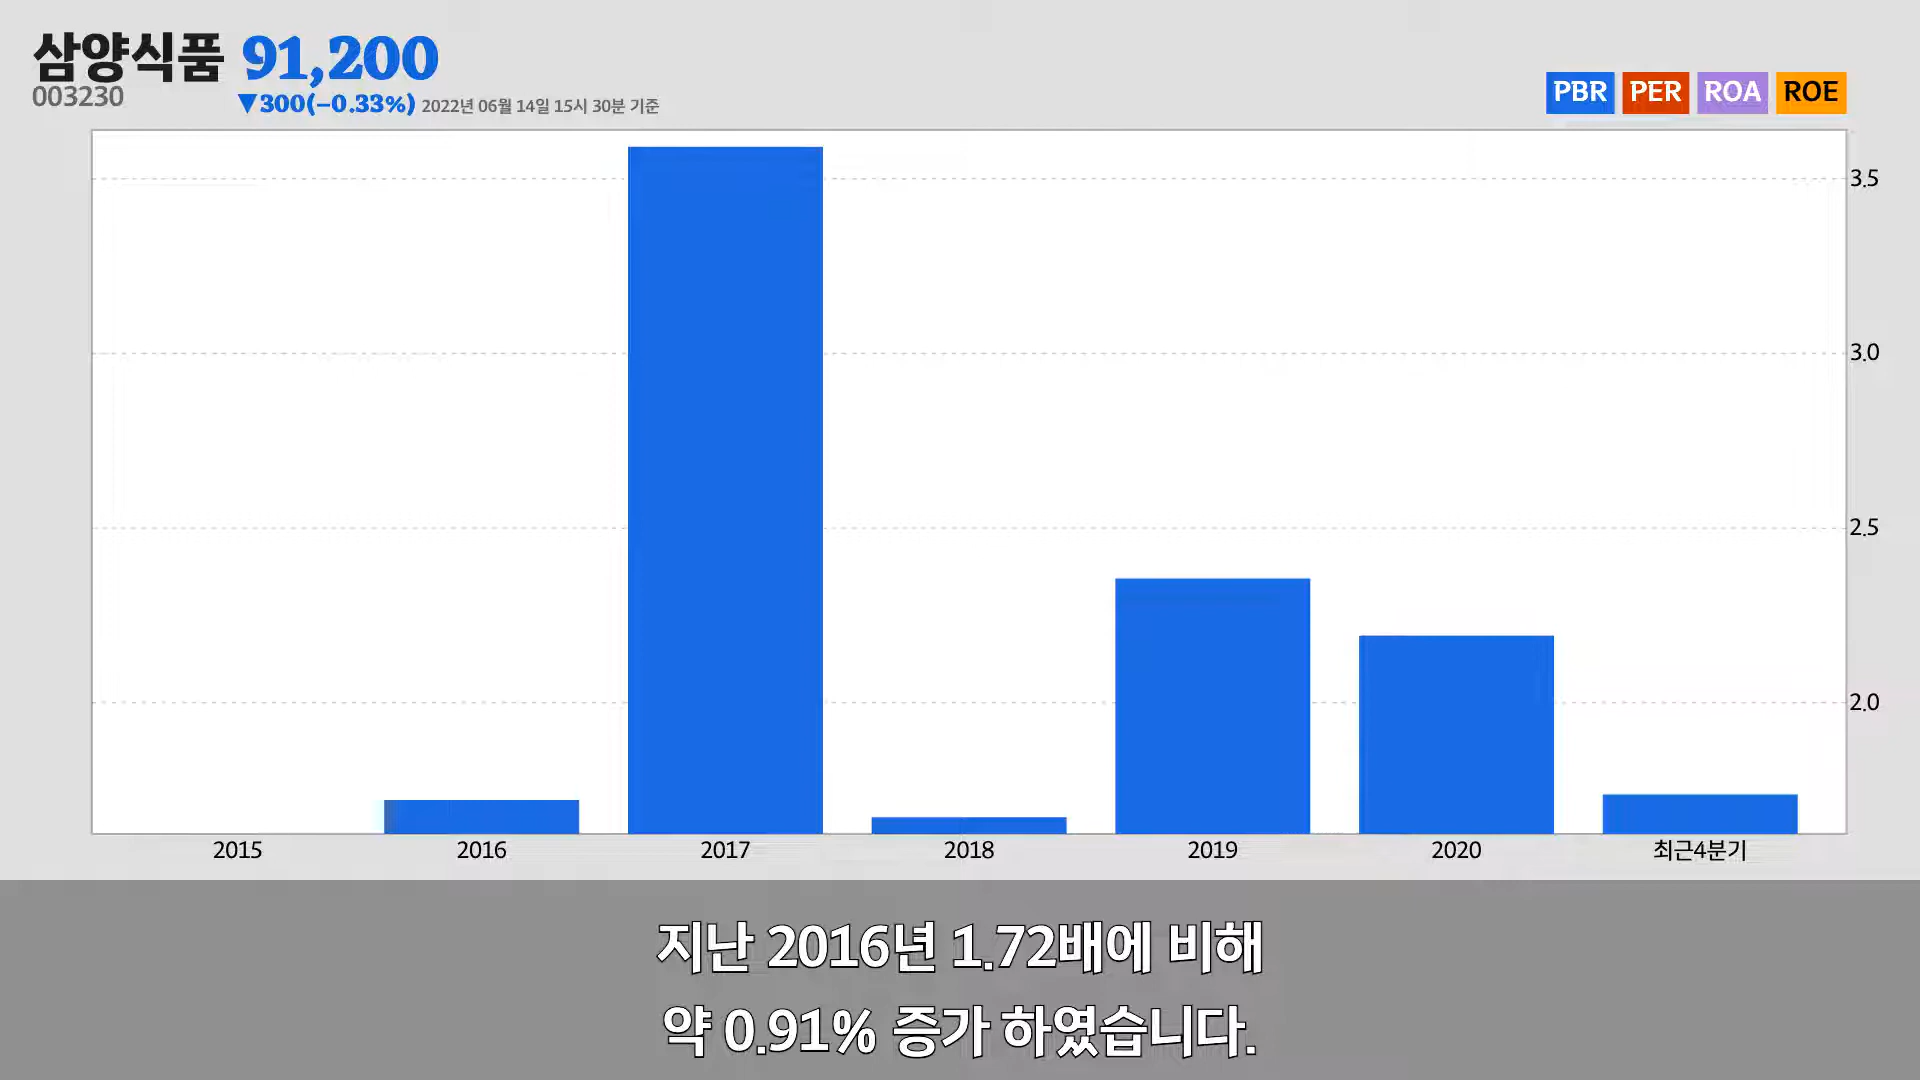 삼양식품 91,200
003230
▼300(-0.33%) 2022년 06월 14일 15시 30분 기준
PBR PER ROA ROE
3.5
3.0
2.5
2.0
2015 2016 2017 2018 2019 2020 최근4분기
지난 2016년 1.72배에 비해
약 0.91% 증가 하였습니다.